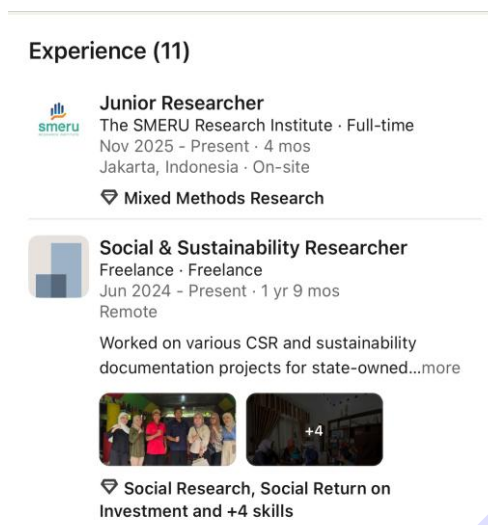 Experience (11)
smeru
Junior Researcher
The SMERU Research Institute · Full-time
Nov 2025 - Present · 4 mos
Jakarta, Indonesia · On-site
Mixed Methods Research
Social & Sustainability Researcher
Freelance · Freelance
Jun 2024 - Present · 1 yr 9 mos
Remote
Worked on various CSR and sustainability
documentation projects for state-owned...more
+4
Social Research, Social Return on
Investment and +4 skills